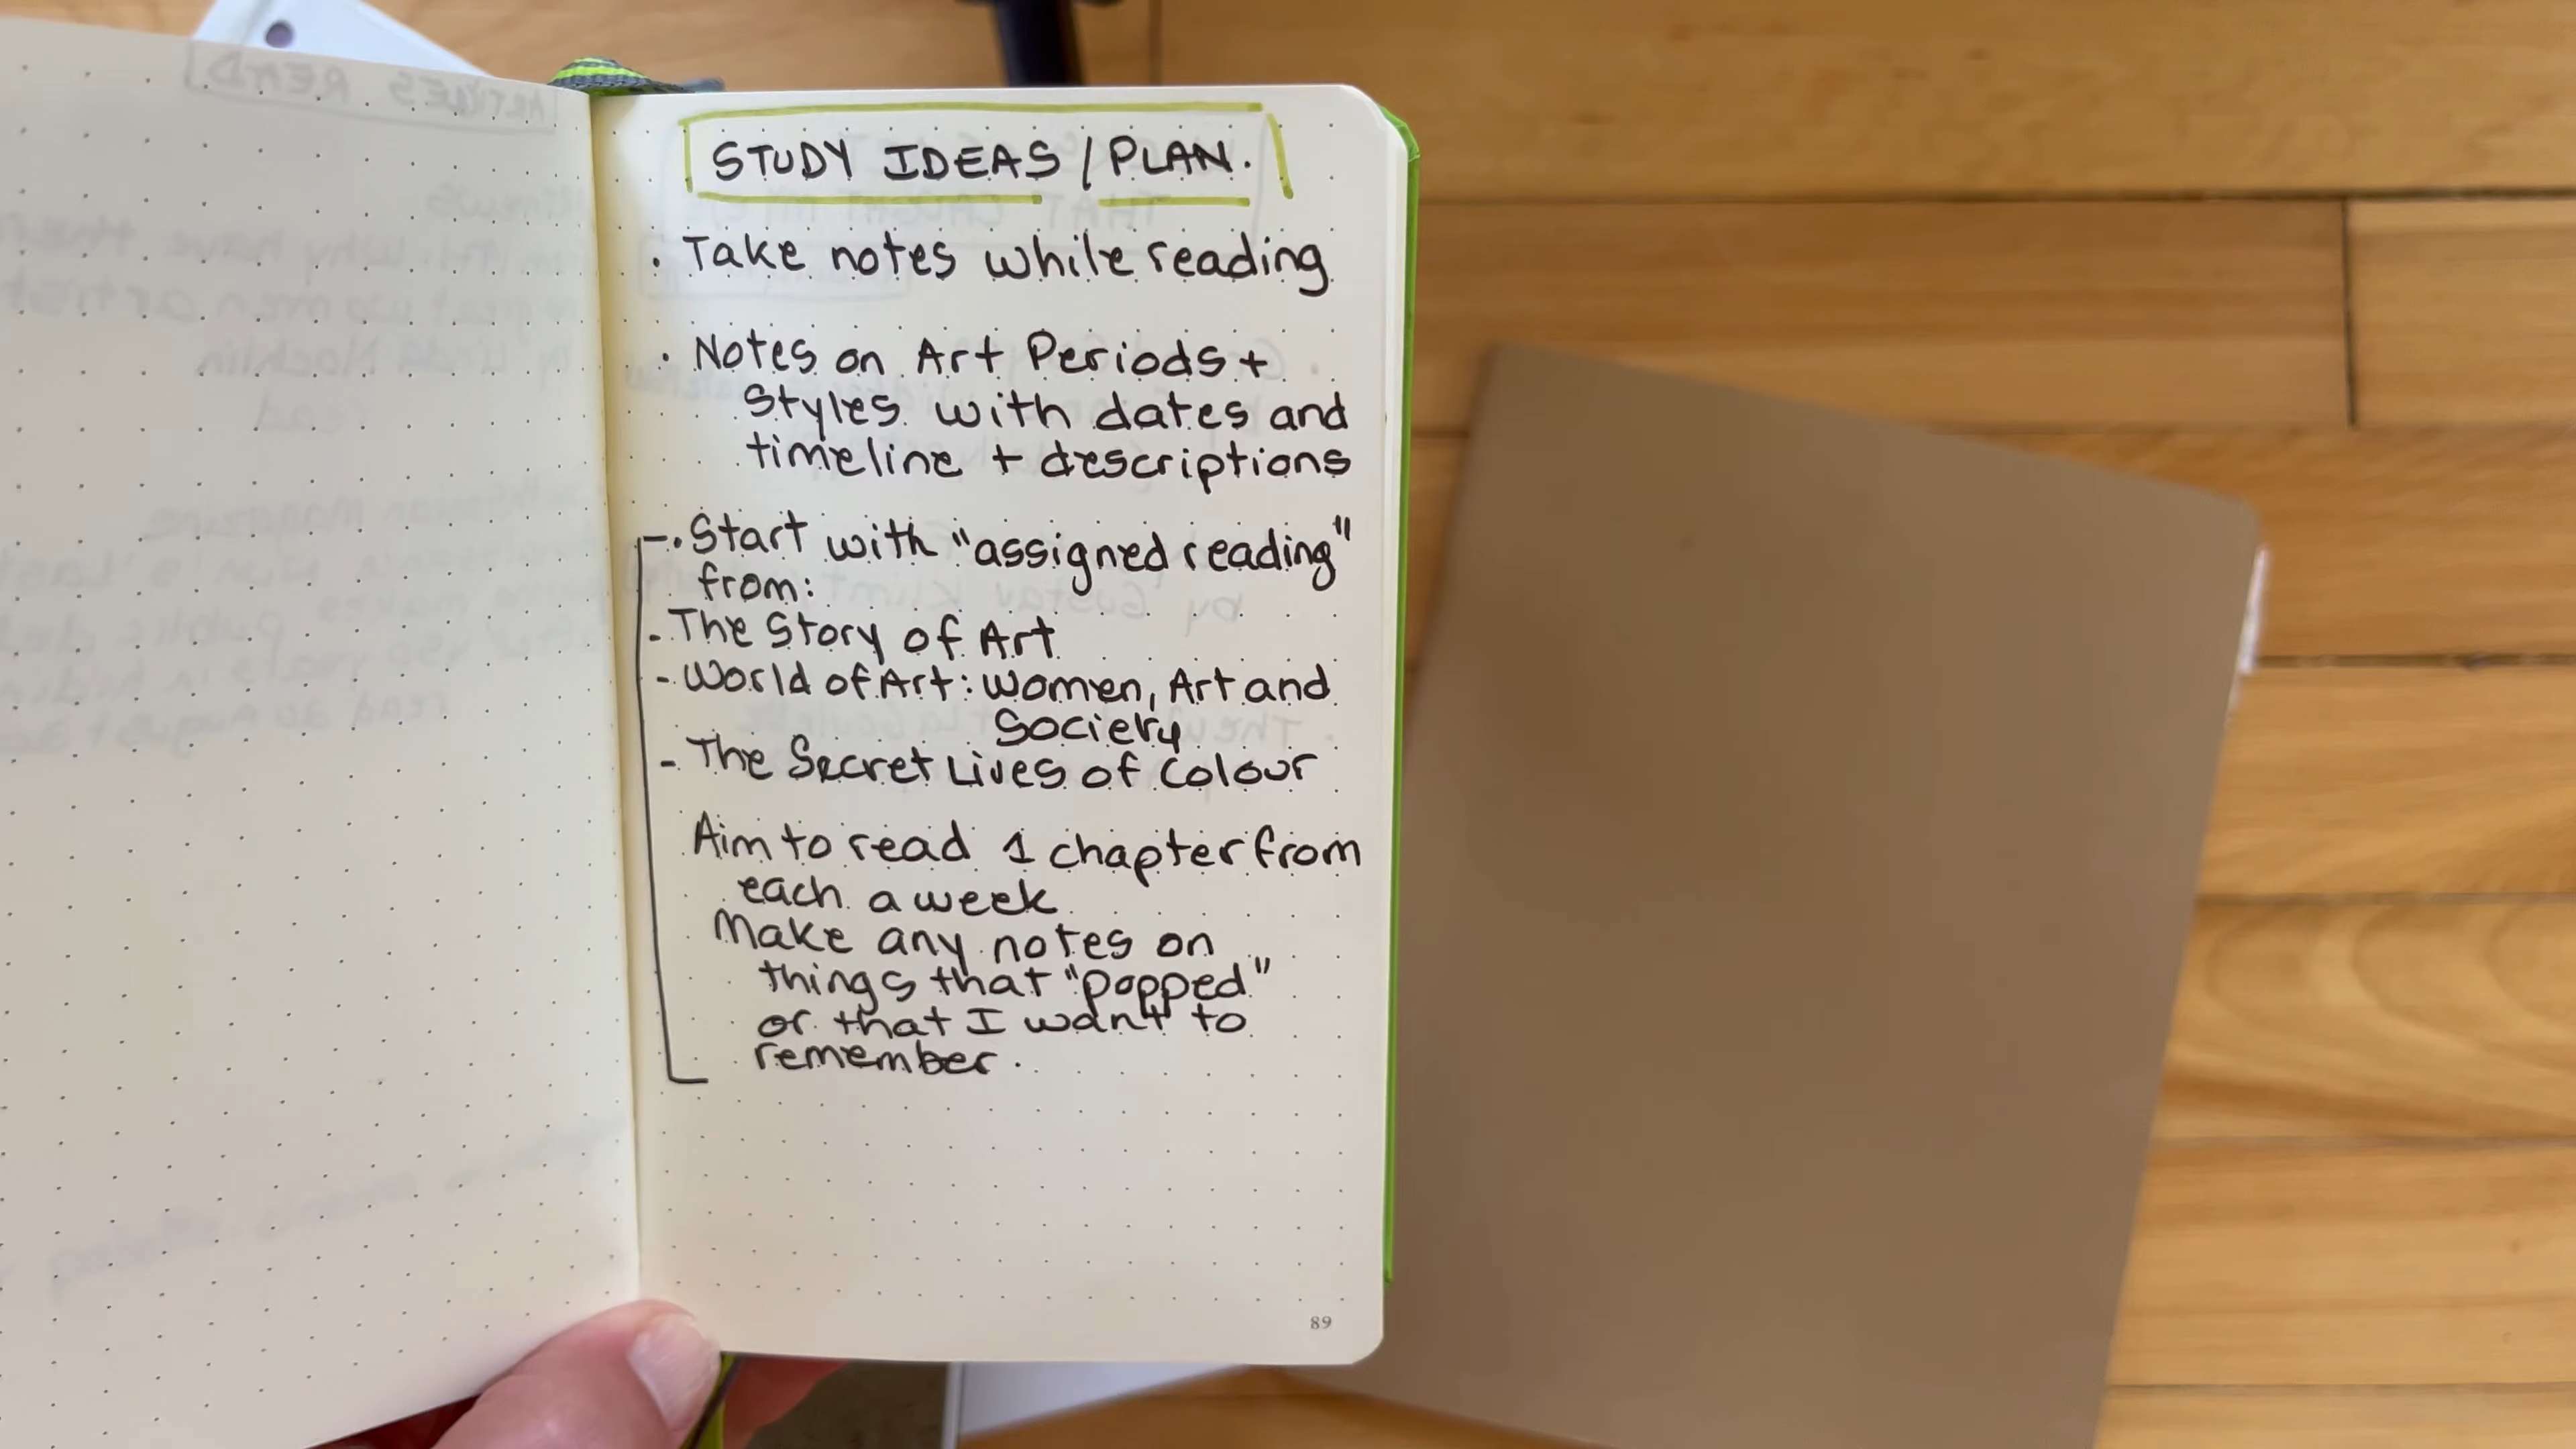 STUDY IDEAS / PLAN.
. Take notes while reading
. Notes on Art Periods +
Styles with dates and
timeline + descriptions
. Start with "assigned reading"
from:
- The Story of Art
- World of Art: Women, Art and
Society
- The Secret Lives of Colour
Aim to read 1 chapter from
each a week
Make any notes on
things that "popped"
or that I want to
remember.
89